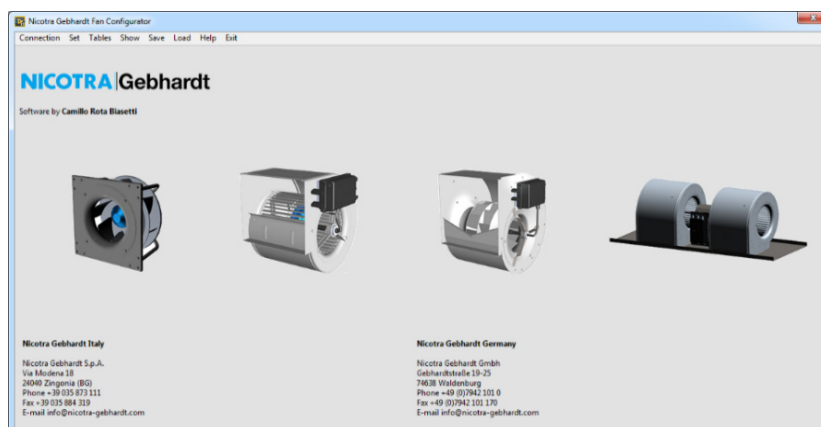 Nicotra Gebhardt Fan Configurator
Connection Set Tables Show Save Load Help Exit
NICOTRA|Gebhardt
Software by Camillo Rota Biasetti
Nicotra Gebhardt Italy
Nicotra Gebhardt S.p.A.
Via Modena 18
24040 Zingonia (BG)
Phone +39 035 873 111
Fax +39 035 884 319
E-mail info@nicotra-gebhardt.com
Nicotra Gebhardt Germany
Nicotra Gebhardt Gmbh
Gebhardtstraße 19-25
74638 Waldenburg
Phone +49 (0)7942 101 0
Fax +49 (0)7942 101 170
E-mail info@nicotra-gebhardt.com